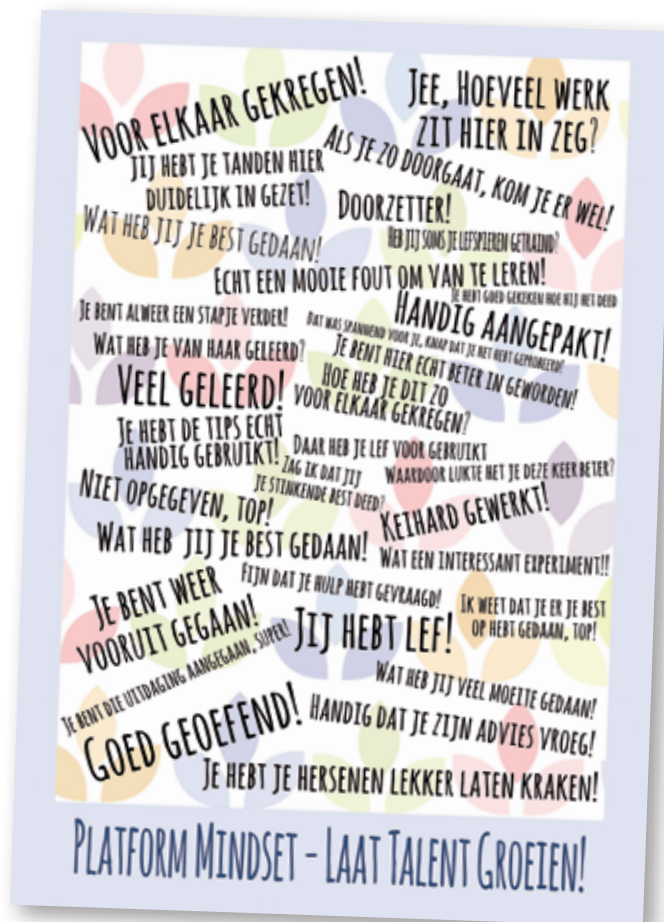 VOOR ELKAAR GEKREGEN!
JEE, HOEVEEL WERK
ZIT HIER IN ZEG?
JIJ HEBT JE TANDEN HIER
DUIDELIJK IN GEZET!
ALS JE ZO DOORGAAT, KOM JE ER WEL!
DOORZETTER!
WAT HEB JIJ JE BEST GEDAAN!
HEB JIJ SOMS JE LEFSPIEREN GETRAIND?
ECHT EEN MOOIE FOUT OM VAN TE LEREN!
JE HEBT GOED GEKEKEN HOE HIJ HET DEED
JE BENT ALWEER EEN STAPJE VERDER!
HANDIG AANGEPAKT!
DAT WAS SPANNEND VOOR JE, KNAP DAT JE HET HEBT GEPROBEERD!
WAT HEB JE VAN HAAR GELEERD?
JE BENT HIER ECHT BETER IN GEWORDEN!
VEEL GELEERD!
HOE HEB JE DIT ZO
VOOR ELKAAR GEKREGEN?
JE HEBT DE TIPS ECHT
HANDIG GEBRUIKT!
DAAR HEB JE LEF VOOR GEBRUIKT
ZAG IK DAT JIJ
JE STINKENDE BEST DEED?
WAARDOOR LUKTE HET JE DEZE KEER BETER?
NIET OPGEGEVEN, TOP!
KEIHARD GEWERKT!
WAT HEB JIJ JE BEST GEDAAN!
WAT EEN INTERESSANT EXPERIMENT!!
FIJN DAT JE HULP HEBT GEVRAAGD!
JE BENT WEER
VOORUIT GEGAAN!
IK WEET DAT JE ER JE BEST
OP HEBT GEDAAN, TOP!
JIJ HEBT LEF!
JE BENT DIE UITDAGING AANGEGAAN, SUPER!
WAT HEB JIJ VEEL MOEITE GEDAAN!
GOED GEOEFEND!
HANDIG DAT JE ZIJN ADVIES VROEG!
JE HEBT JE HERSENEN LEKKER LATEN KRAKEN!
PLATFORM MINDSET - LAAT TALENT GROEIEN!